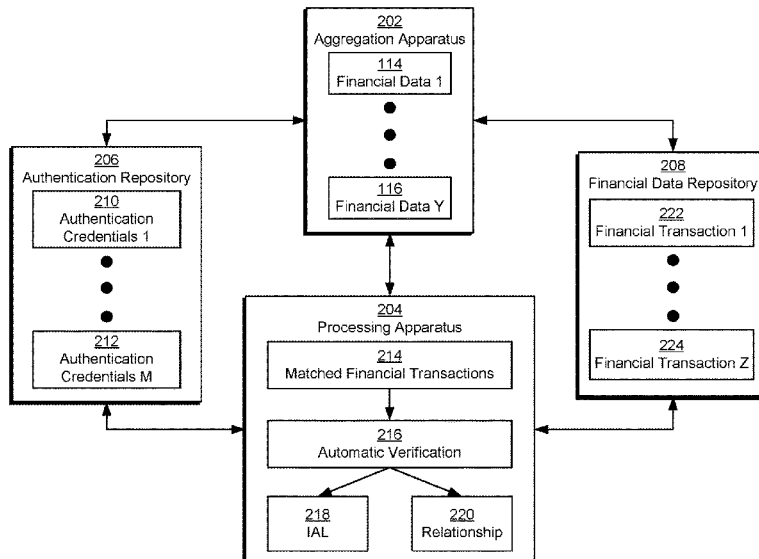 202
Aggregation Apparatus
114
Financial Data 1
116
Financial Data Y
206
Authentication Repository
210
Authentication
Credentials 1
212
Authentication
Credentials M
208
Financial Data Repository
222
Financial Transaction 1
224
Financial Transaction Z
204
Processing Apparatus
214
Matched Financial Transactions
216
Automatic Verification
218
IAL
220
Relationship